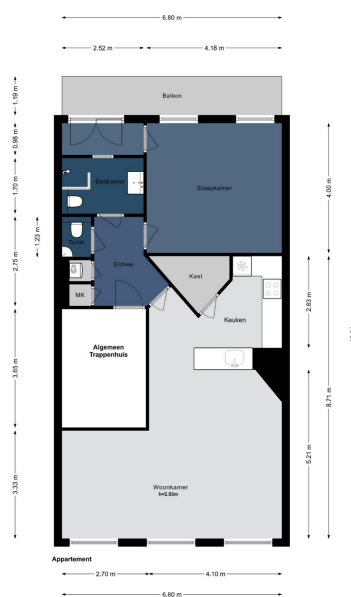 6.80 m
2.52 m
4.18 m
1.19 m
Balkon
0.98 m
1.70 m
Badkamer
Slaapkamer
4.00 m
1.23 m
Toilet
2.75 m
Entree
Kast
MK
Keuken
2.83 m
Algemeen
Trappenhuis
3.65 m
8.71 m
5.21 m
3.33 m
Woonkamer
h=2.93m
Appartement
2.70 m
4.10 m
6.80 m